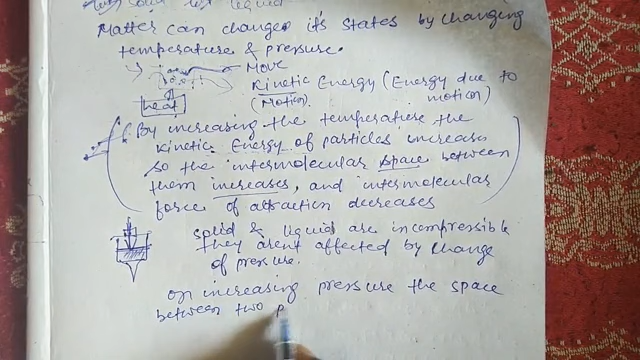 Matter can changes it's states by changing
temperature & pressure.
Move
Kinetic Energy (Energy due to
(Motion). motion)
heat
By increasing the temperature the
kinetic Energy of particles increases
so the intermolecular space between
them increases, and intermolecular
force of attraction decreases
solid & liquid are incompressible
they aren't affected by change
of pressure.
on increasing pressure the space
between two p